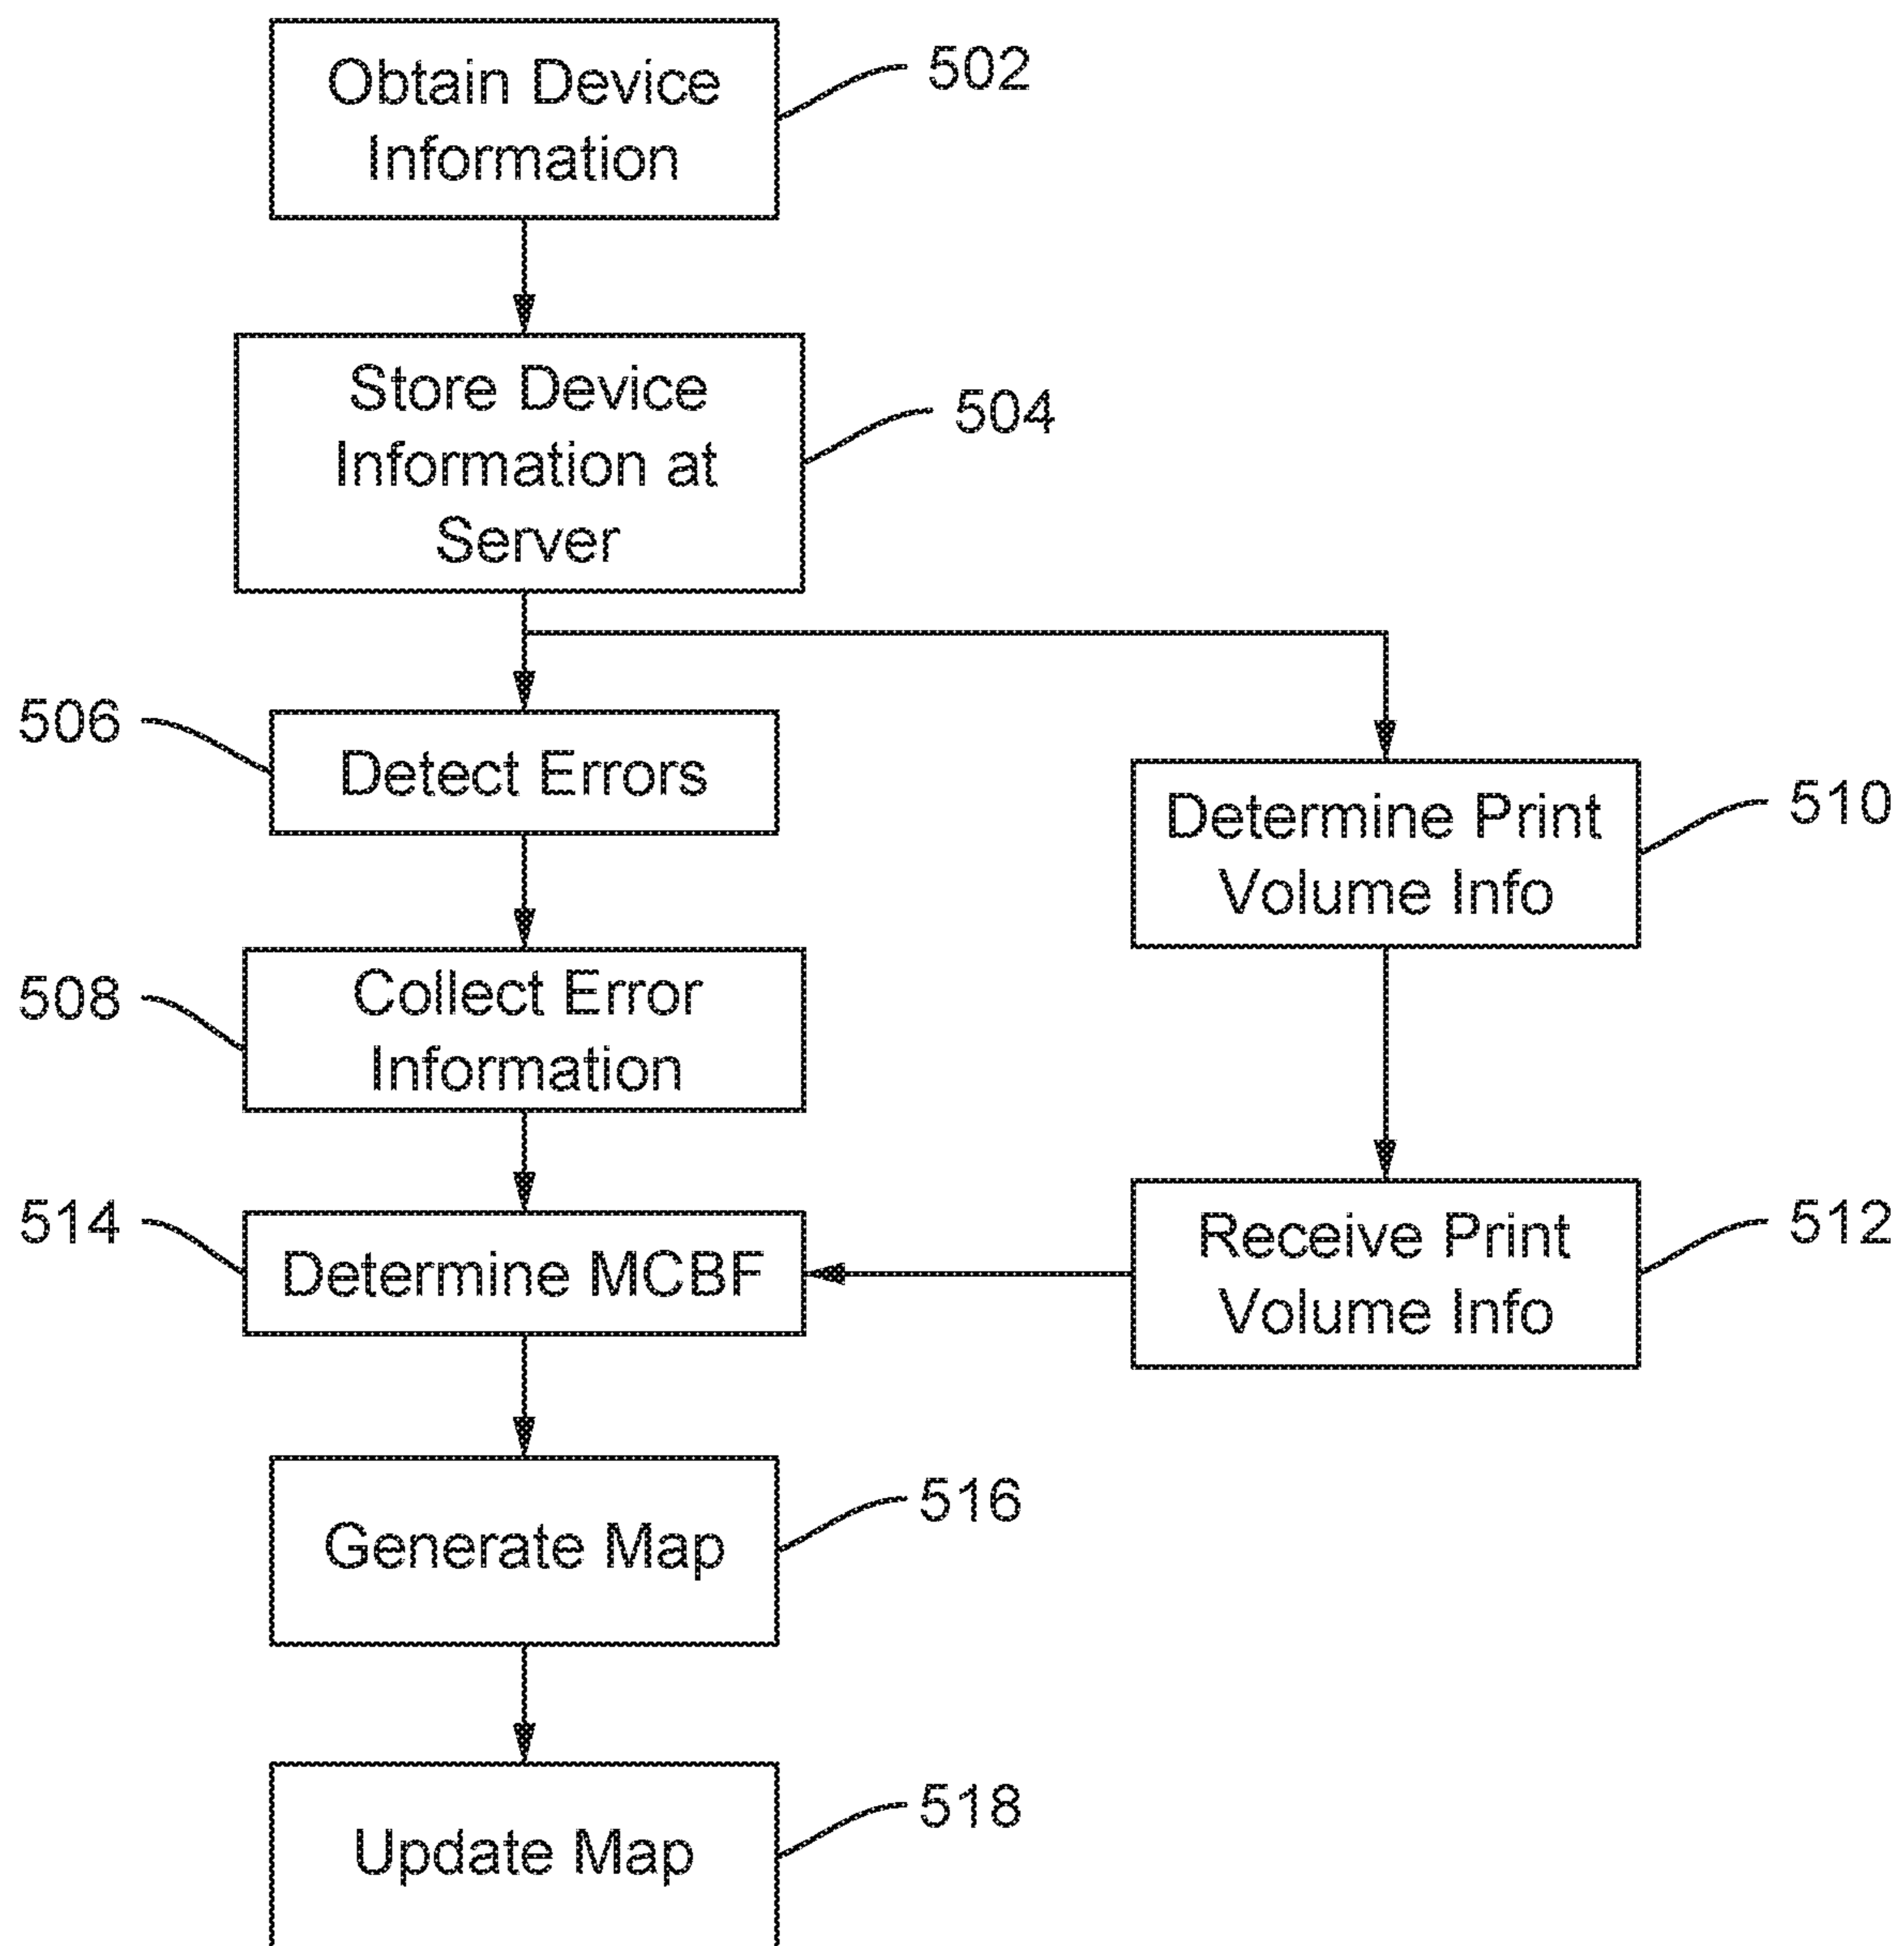 Obtain Device
Information
502
Store Device
Information at
Server
504
506
Detect Errors
Determine Print
Volume Info
510
508
Collect Error
Information
514
Determine MCBF
Receive Print
Volume Info
512
Generate Map
516
Update Map
518